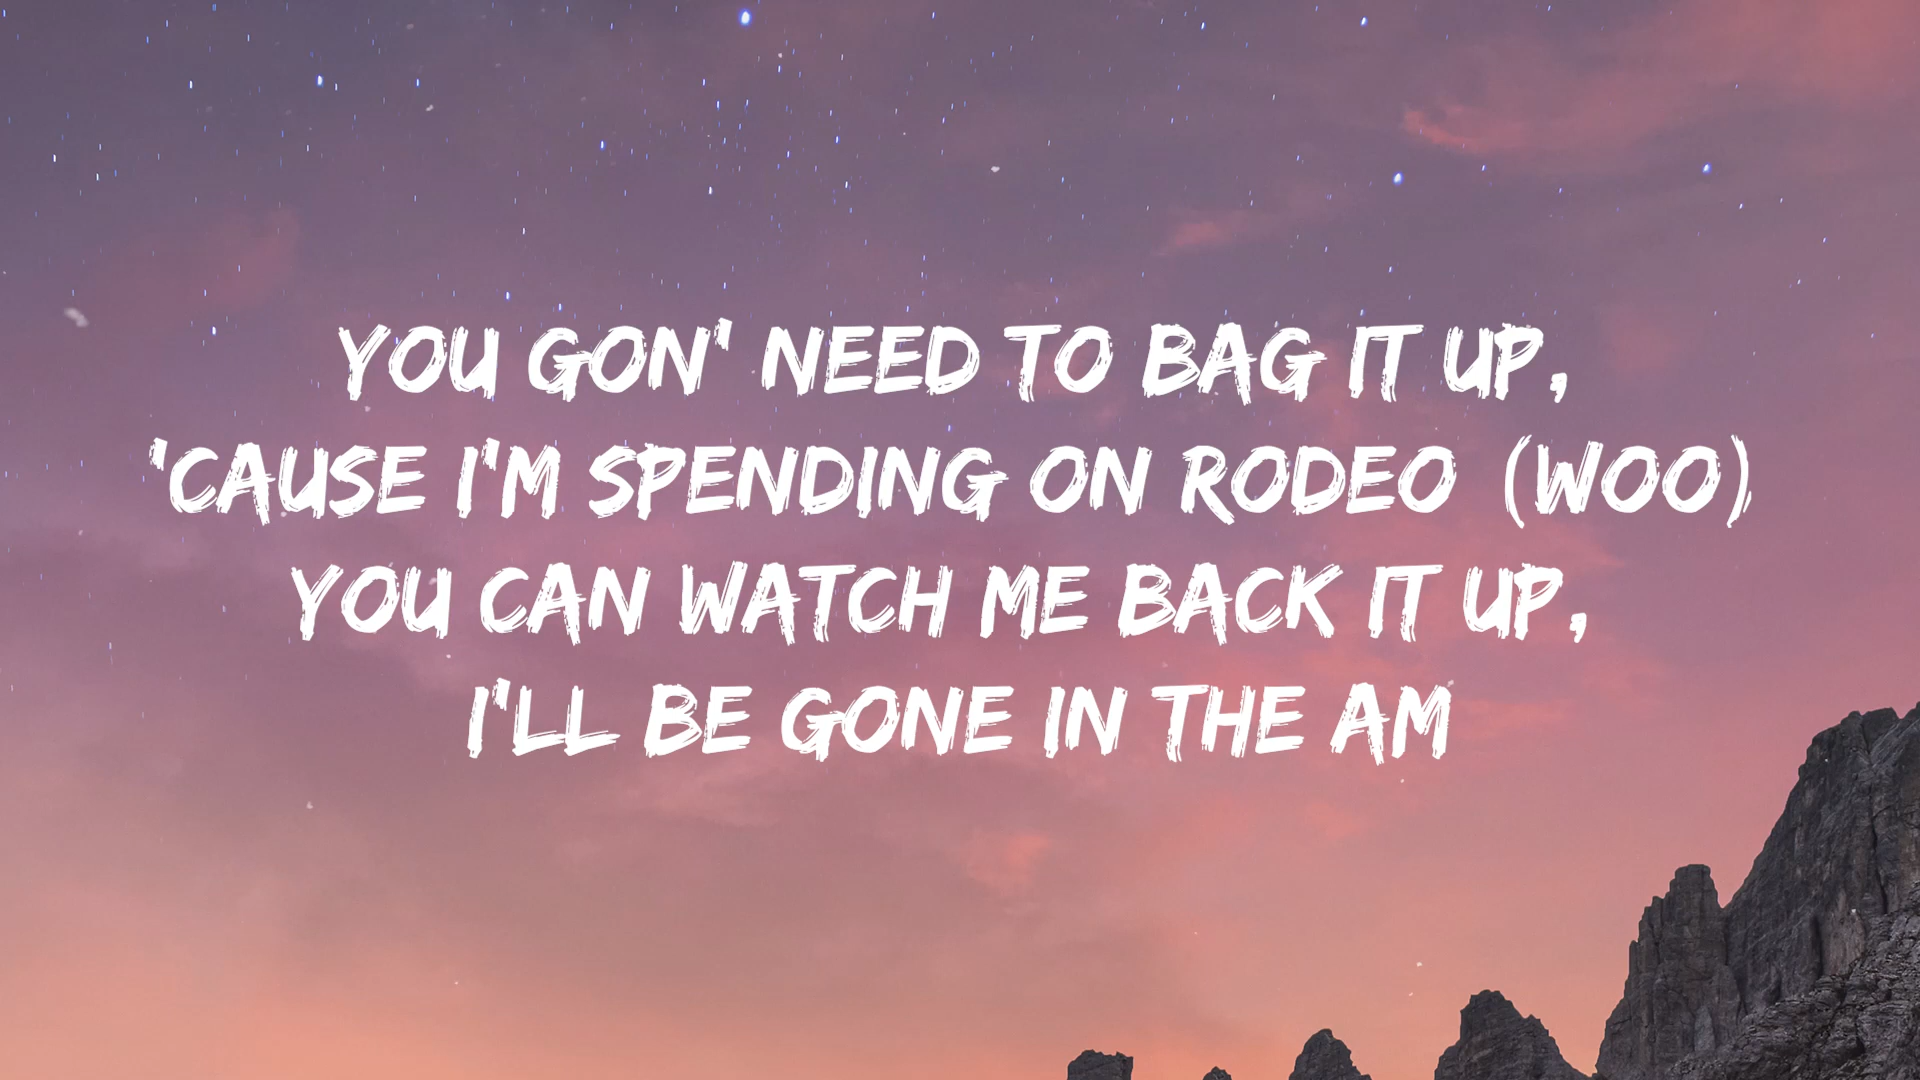 YOU GON' NEED TO BAG IT UP,
'CAUSE I'M SPENDING ON RODEO (WOO)
YOU CAN WATCH ME BACK IT UP,
I'LL BE GONE IN THE AM